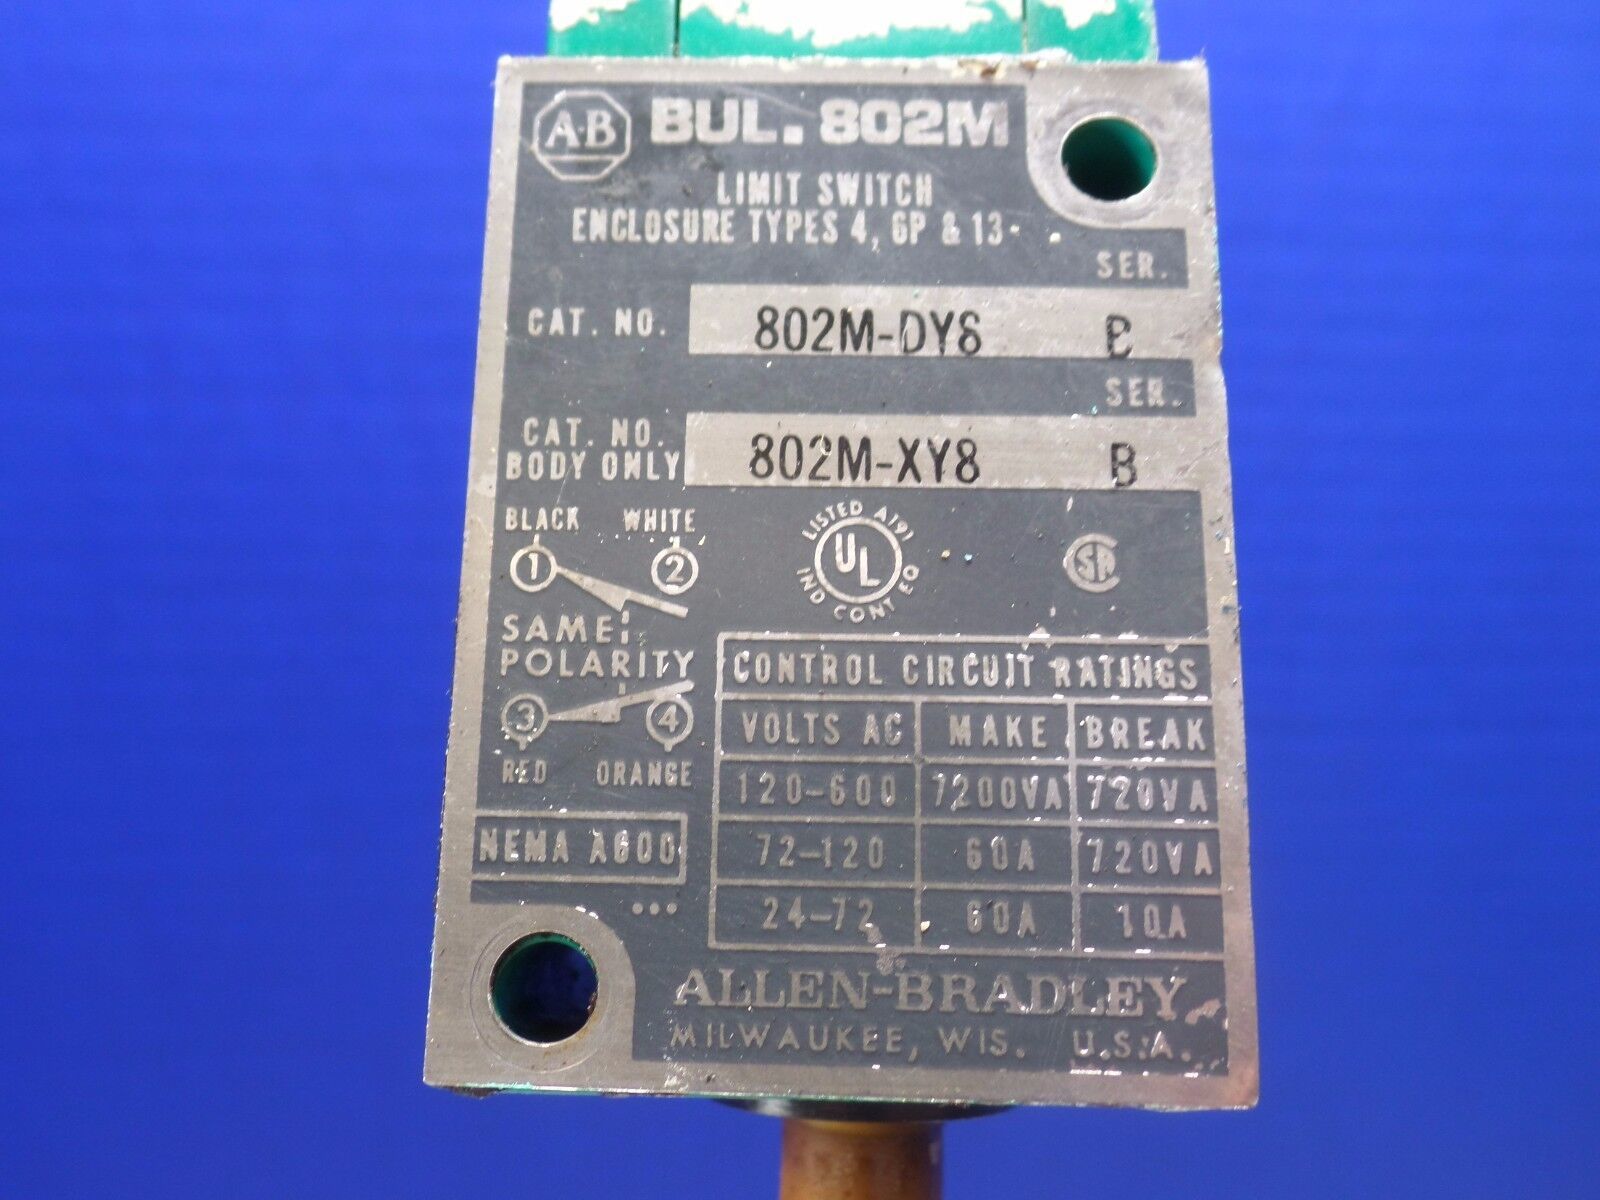 A-B BUL. 802M
LIMIT SWITCH
ENCLOSURE TYPES 4, 6P & 13
SER.
CAT. NO. 802M-DY8 B
SER.
CAT. NO. BODY ONLY 802M-XY8 B
BLACK WHITE
1 2
SAME
POLARITY
3 4
RED ORANGE
NEMA A600
LISTED A191
UL
IND CONT EQ
CSA
CONTROL CIRCUIT RATINGS
VOLTS AC MAKE BREAK
120-600 7200VA 720VA
72-120 60A 720VA
24-72 60A 10A
ALLEN-BRADLEY
MILWAUKEE, WIS. U.S.A.